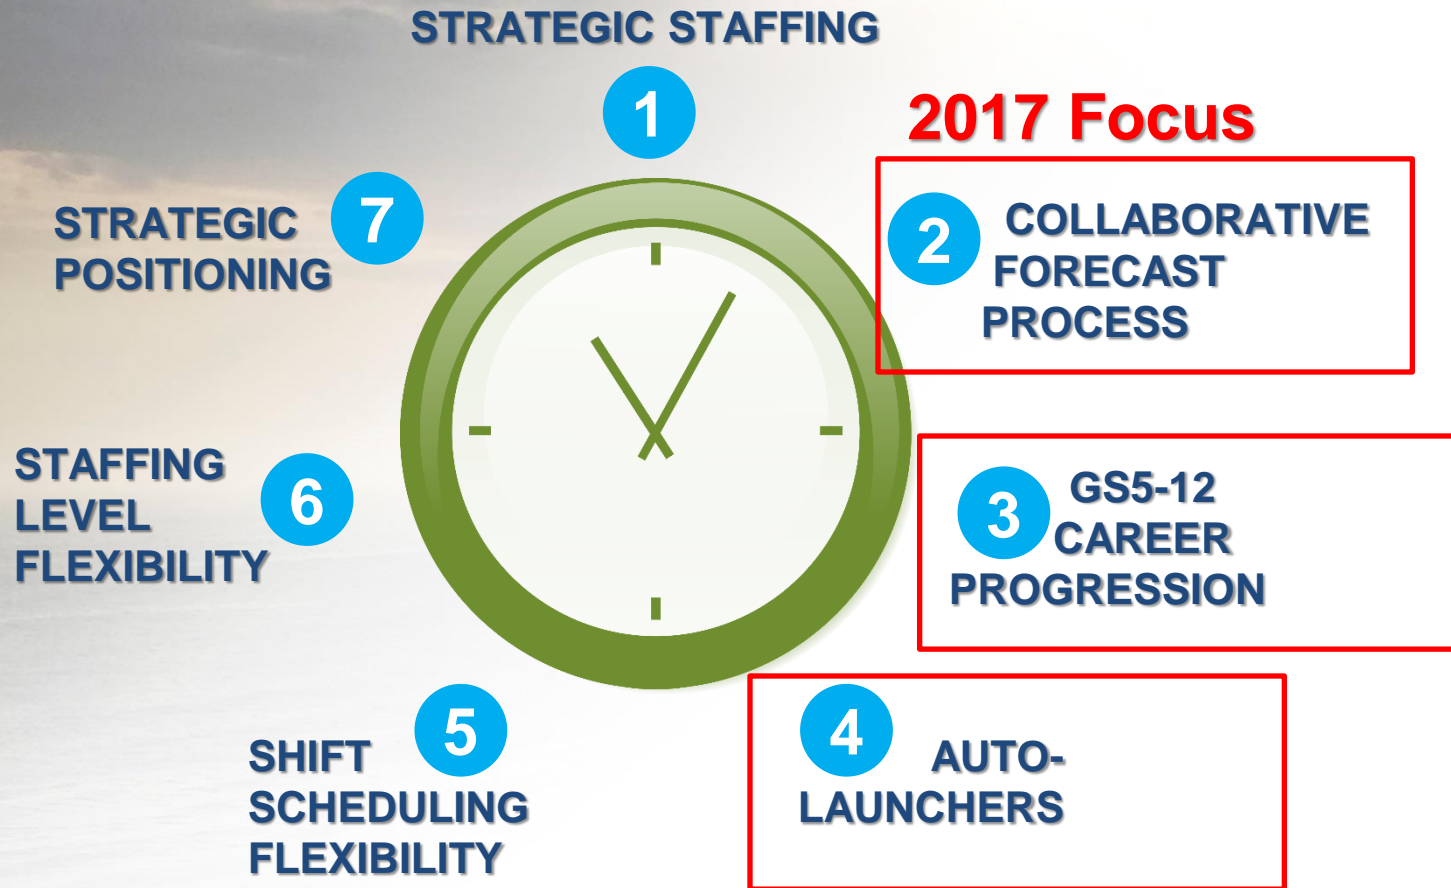 STRATEGIC STAFFING
1
2017 Focus
2
COLLABORATIVE
FORECAST
PROCESS
3
GS5-12
CAREER
PROGRESSION
4
AUTO-
LAUNCHERS
5
SHIFT
SCHEDULING
FLEXIBILITY
6
STAFFING
LEVEL
FLEXIBILITY
7
STRATEGIC
POSITIONING